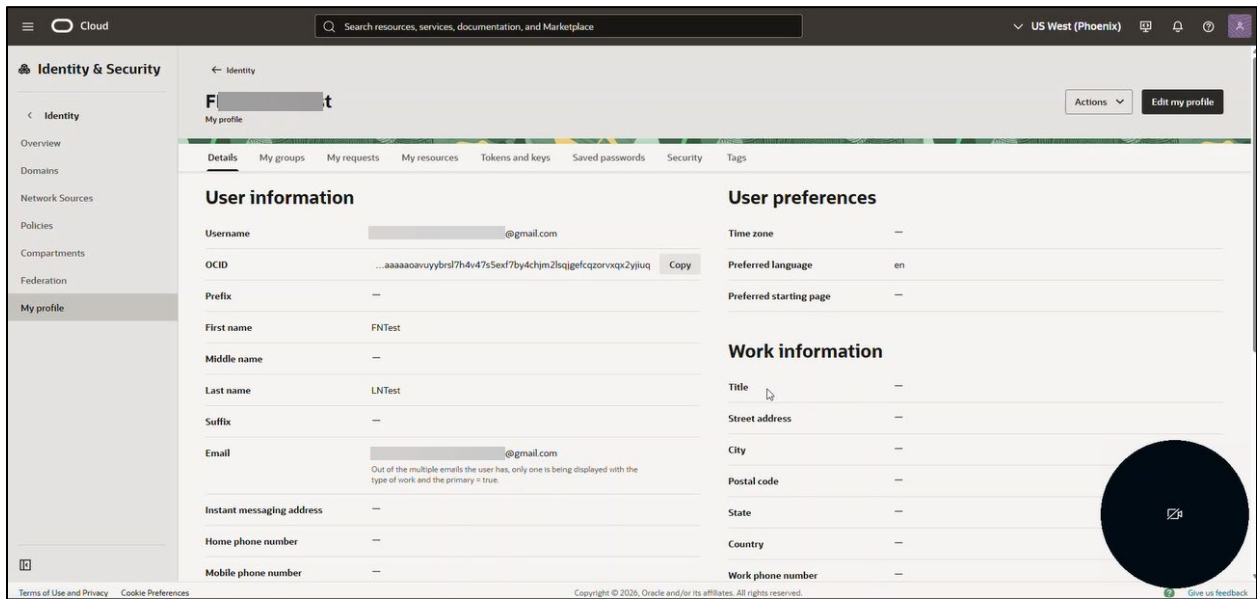 Cloud
Search resources, services, documentation, and Marketplace
US West (Phoenix)
Identity & Security
Identity
Overview
Domains
Network Sources
Policies
Compartments
Federation
My profile
Identity
F t
My profile
Actions
Edit my profile
Details My groups My requests My resources Tokens and keys Saved passwords Security Tags
User information
Username @gmail.com
OCID ...aaaaaoavuyybrsl7h4v47s5exf7by4chjm2lsqjgefcqzorvxqx2yjiuq Copy
Prefix —
First name FNTest
Middle name —
Last name LNTest
Suffix —
Email @gmail.com
Out of the multiple emails the user has, only one is being displayed with the
type of work and the primary = true.
Instant messaging address —
Home phone number —
Mobile phone number —
User preferences
Time zone —
Preferred language en
Preferred starting page —
Work information
Title —
Street address —
City —
Postal code —
State —
Country —
Work phone number —
Terms of Use and Privacy Cookie Preferences
Copyright © 2026, Oracle and/or its affiliates. All rights reserved.
Give us feedback